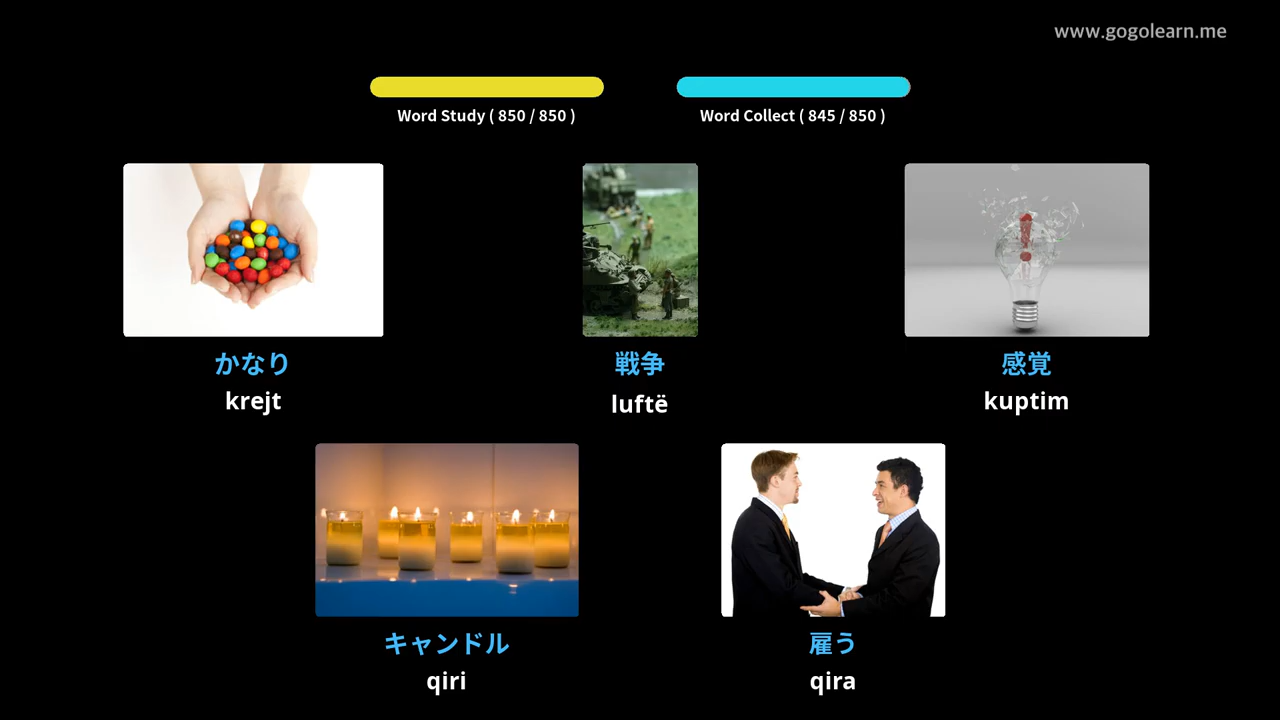 www.gogolearn.me
Word Study ( 850 / 850 )
Word Collect ( 845 / 850 )
かなり
krejt
戦争
luftë
感覚
kuptim
キャンドル
qiri
雇う
qira